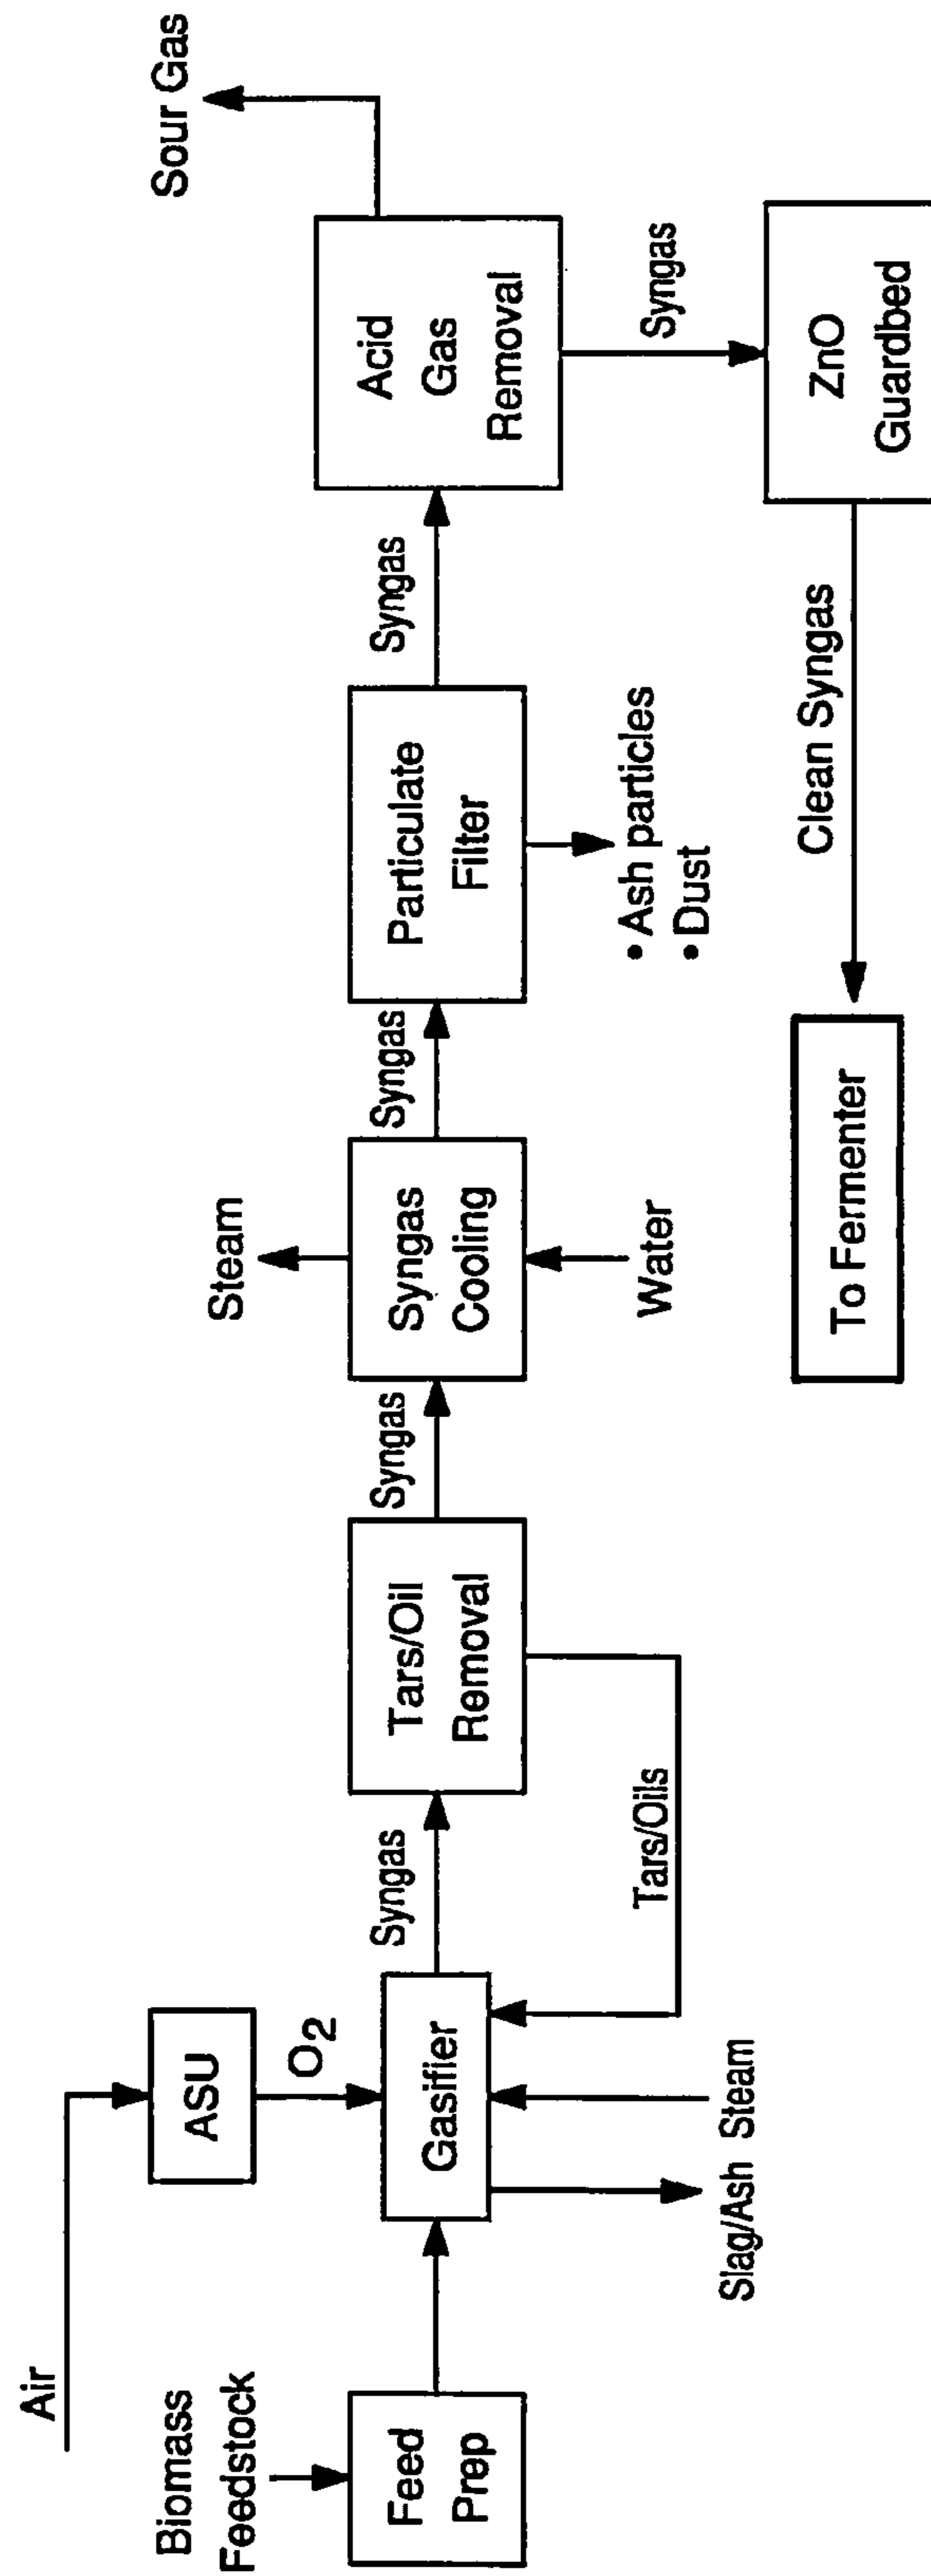 Air
ASU
O2
Biomass
Feedstock
Feed
Prep
Gasifier
Slag/Ash
Steam
Syngas
Tars/Oil
Removal
Tars/Oils
Syngas
Steam
Syngas
Cooling
Water
Syngas
Particulate
Filter
• Ash particles
• Dust
Syngas
Acid
Gas
Removal
Sour Gas
Syngas
ZnO
Guardbed
Clean Syngas
To Fermenter